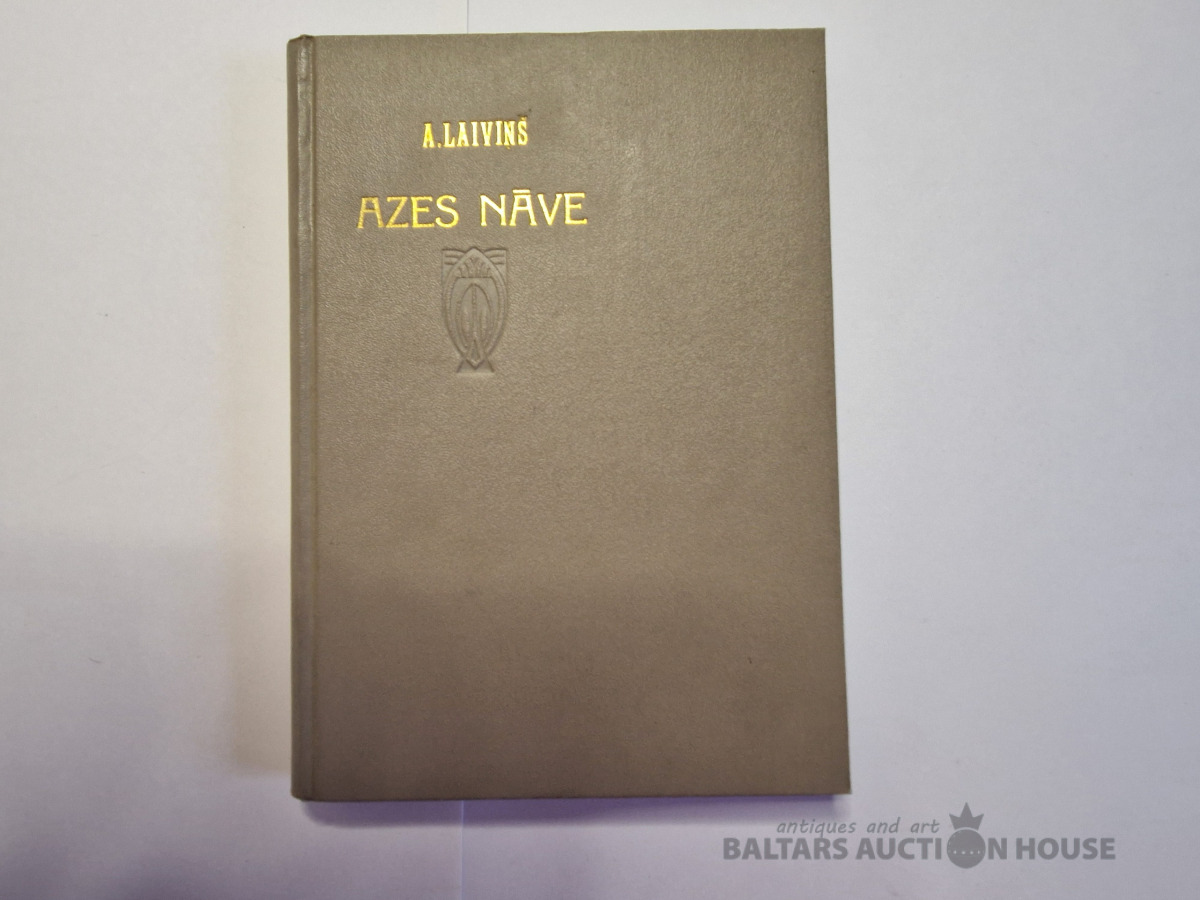 A.LAIVIŅŠ
AZES NĀVE
antiques and art
BALTARS AUCTION HOUSE